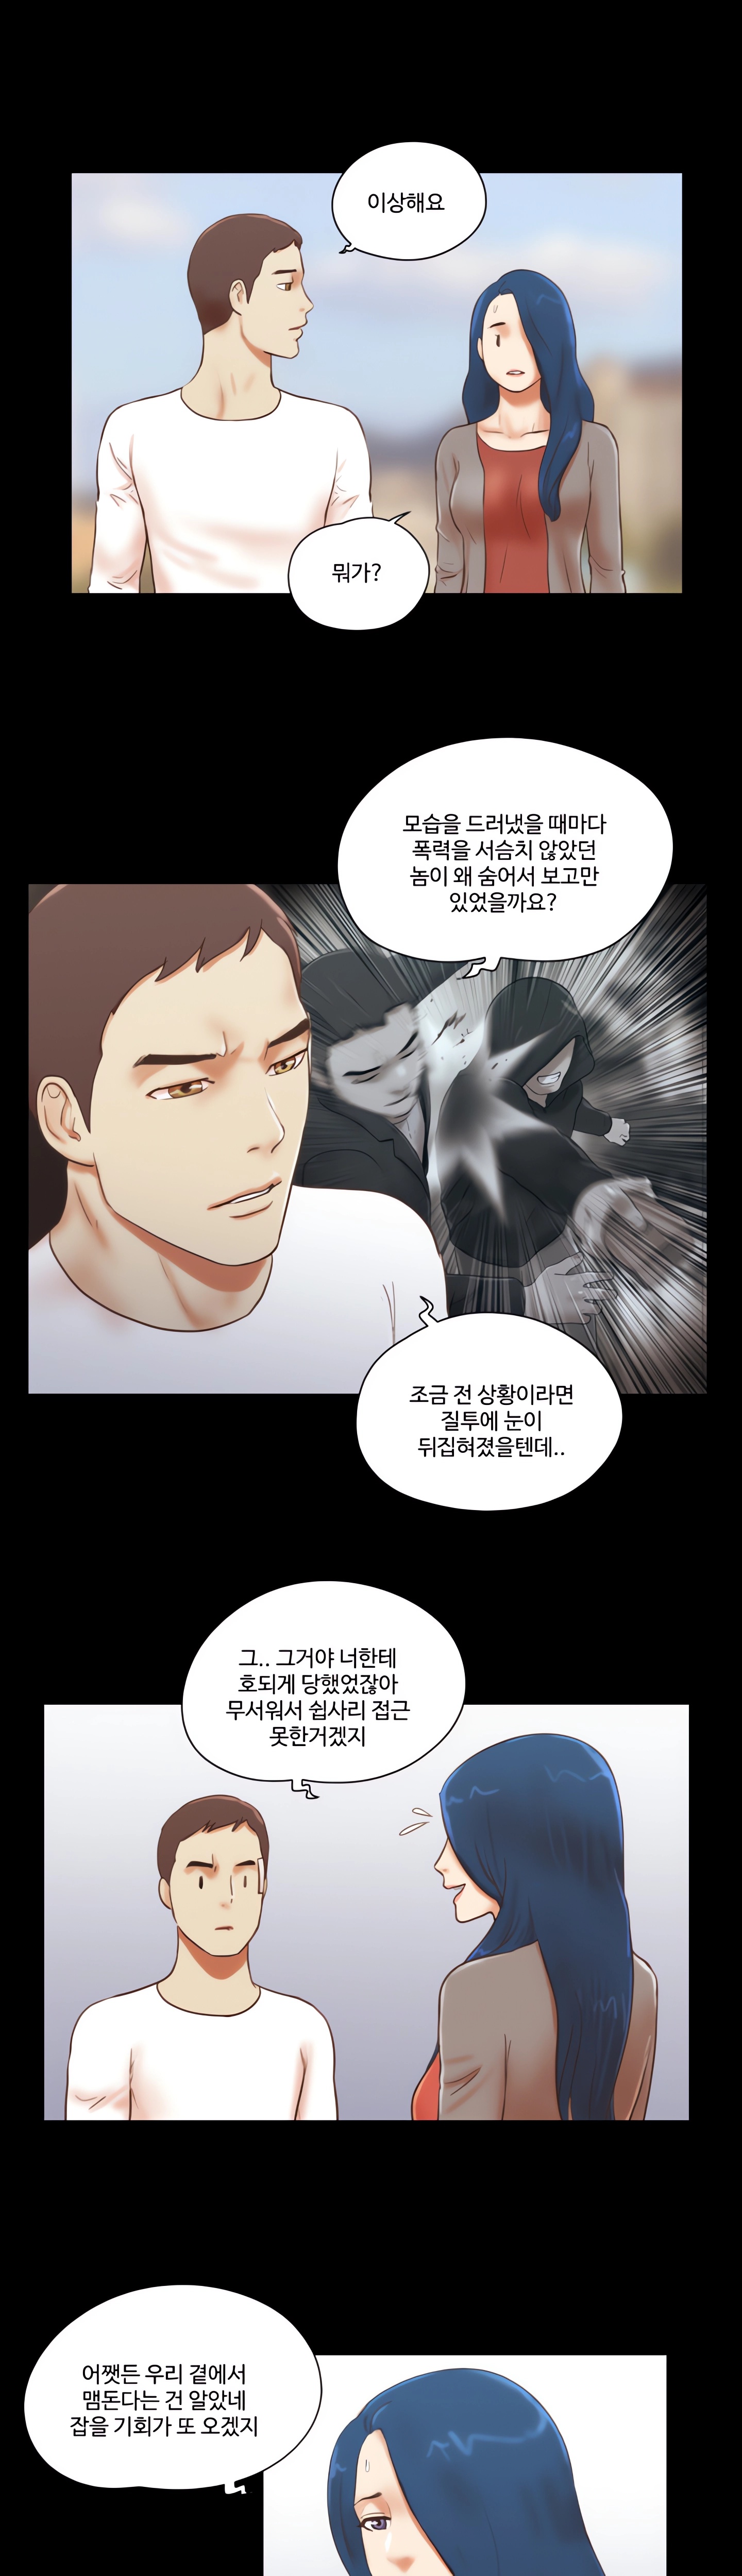 이상해요
뭐가?
모습을 드러냈을 때마다
폭력을 서슴치 않았던
놈이 왜 숨어서 보고만
있었을까요?
조금 전 상황이라면
질투에 눈이
뒤집혀졌을텐데..
그.. 그거야 너한테
호되게 당했었잖아
무서워서 쉽사리 접근
못한거겠지
어쨋든 우리 곁에서
맴돈다는 건 알았네
잡을 기회가 또 오겠지